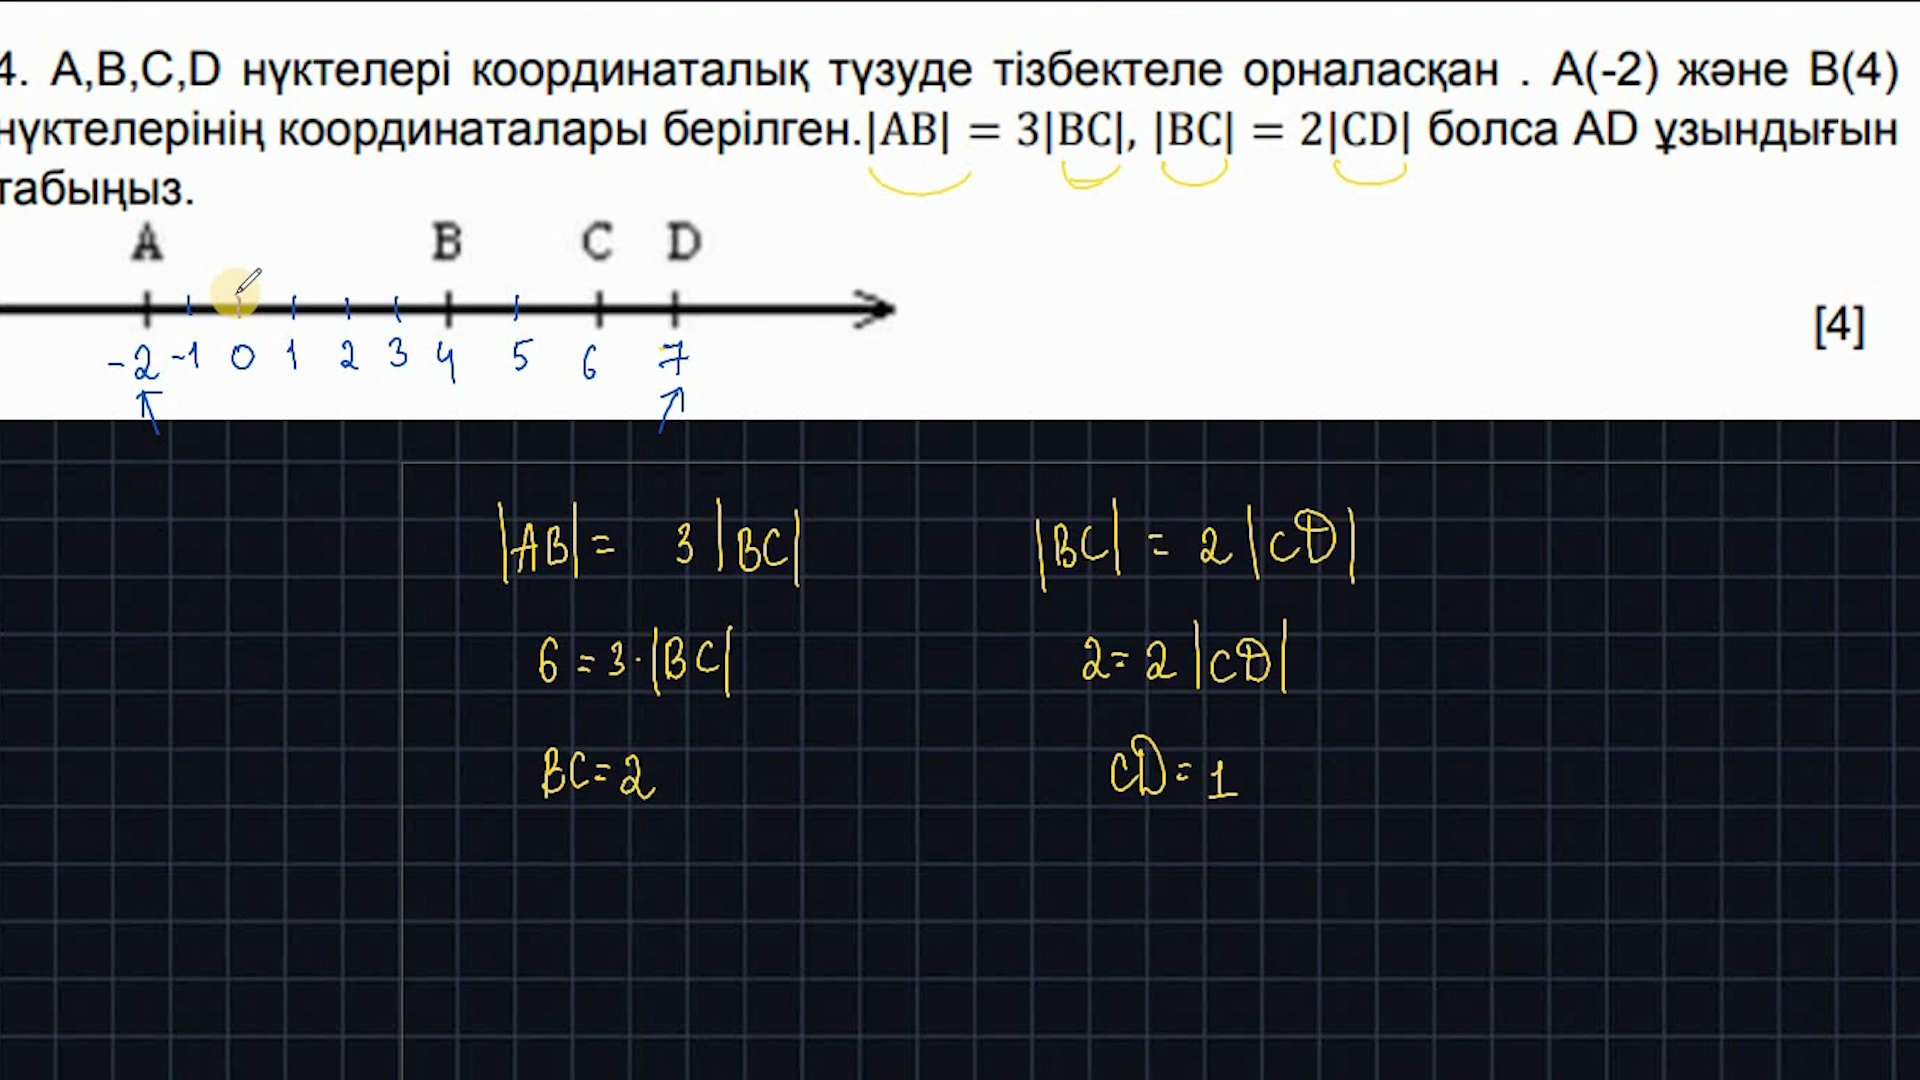 4. A,B,C,D нүктелері координаталық түзуде тізбектеле орналасқан . A(-2) және B(4)
нүктелерінің координаталары берілген.|AB| = 3|BC|, |BC| = 2|CD| болса AD ұзындығын
табыңыз.
A B C D
[4]
-2 -1 0 1 2 3 4 5 6 7
|AB| = 3 |BC| |BC| = 2 |CD|
6 = 3·|BC| 2 = 2 |CD|
BC = 2 CD = 1